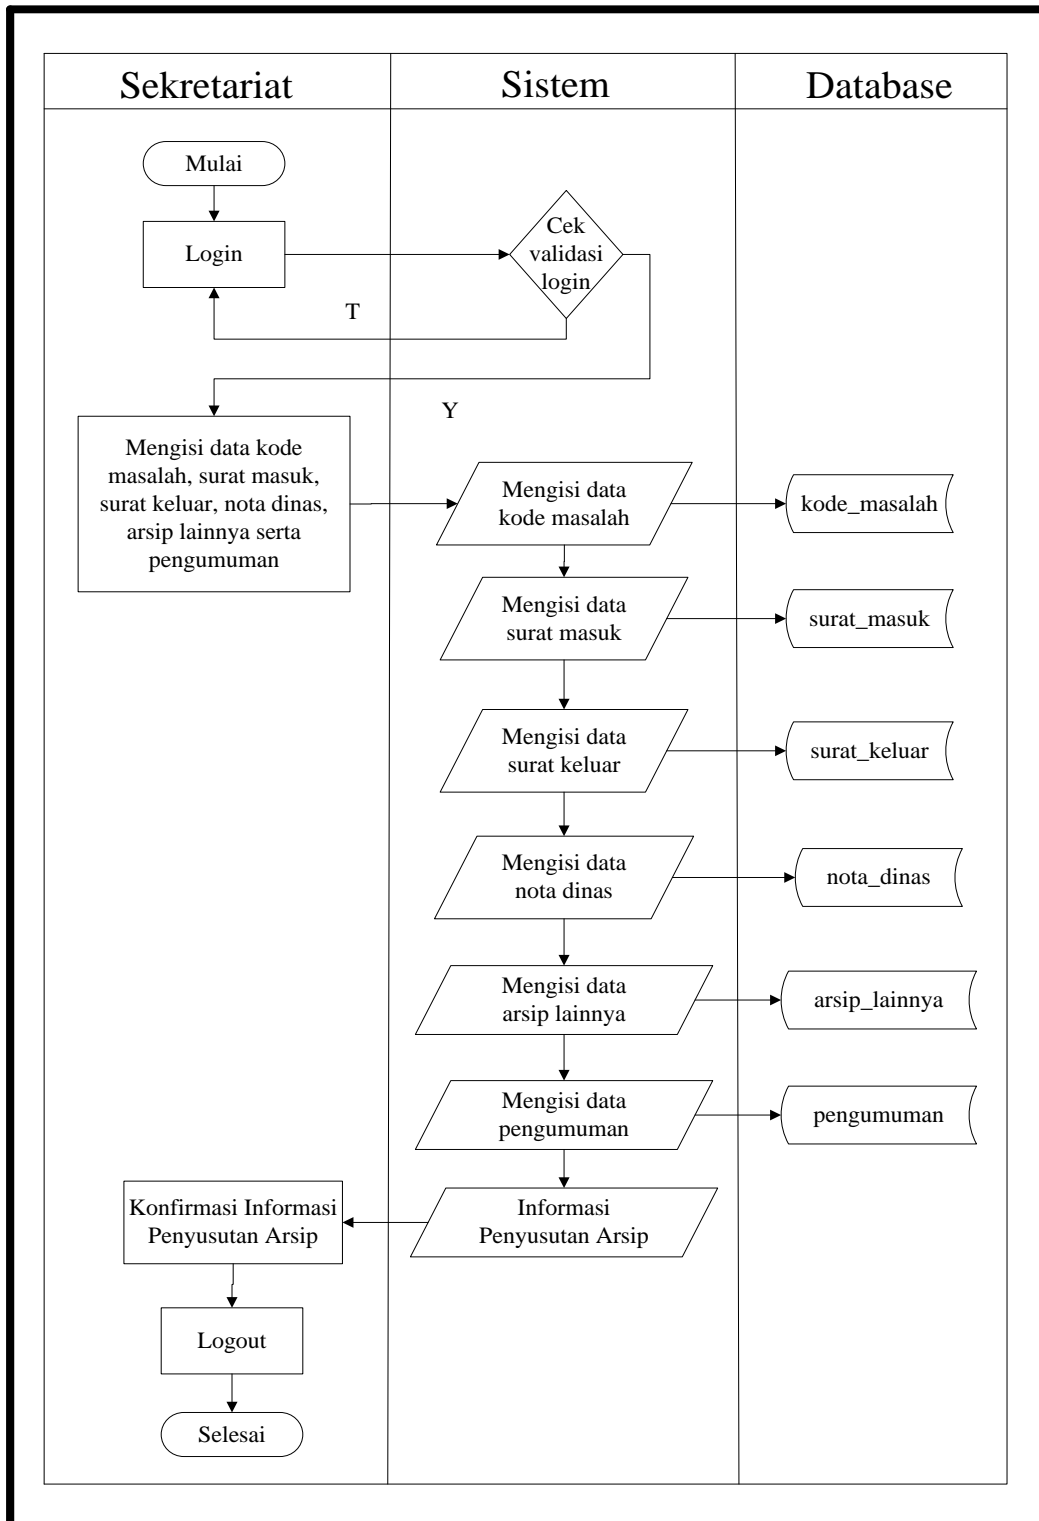 Sekretariat
Sistem
Database
Mulai
Login
Cek
validasi
login
T
Y
Mengisi data kode
masalah, surat masuk,
surat keluar, nota dinas,
arsip lainnya serta
pengumuman
Mengisi data
kode masalah
kode_masalah
Mengisi data
surat masuk
surat_masuk
Mengisi data
surat keluar
surat_keluar
Mengisi data
nota dinas
nota_dinas
Mengisi data
arsip lainnya
arsip_lainnya
Mengisi data
pengumuman
pengumuman
Informasi
Penyusutan Arsip
Konfirmasi Informasi
Penyusutan Arsip
Logout
Selesai